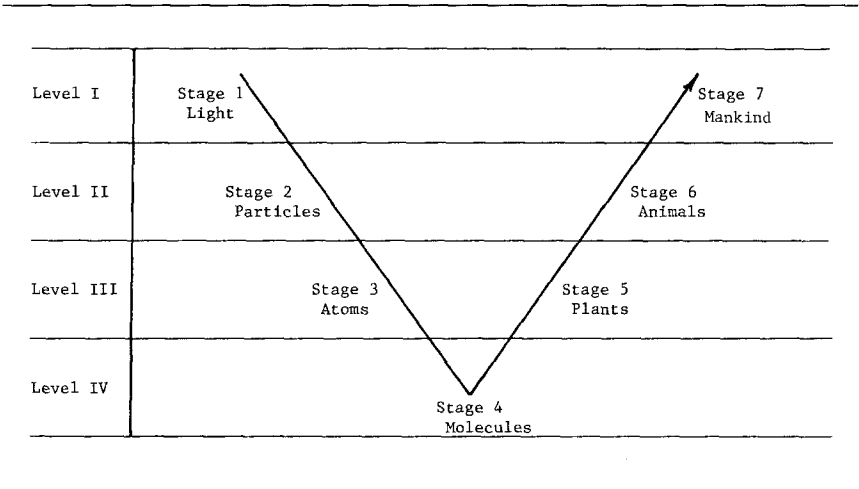 Level I
Stage 1
Light
Stage 7
Mankind
Level II
Stage 2
Particles
Stage 6
Animals
Level III
Stage 3
Atoms
Stage 5
Plants
Level IV
Stage 4
Molecules